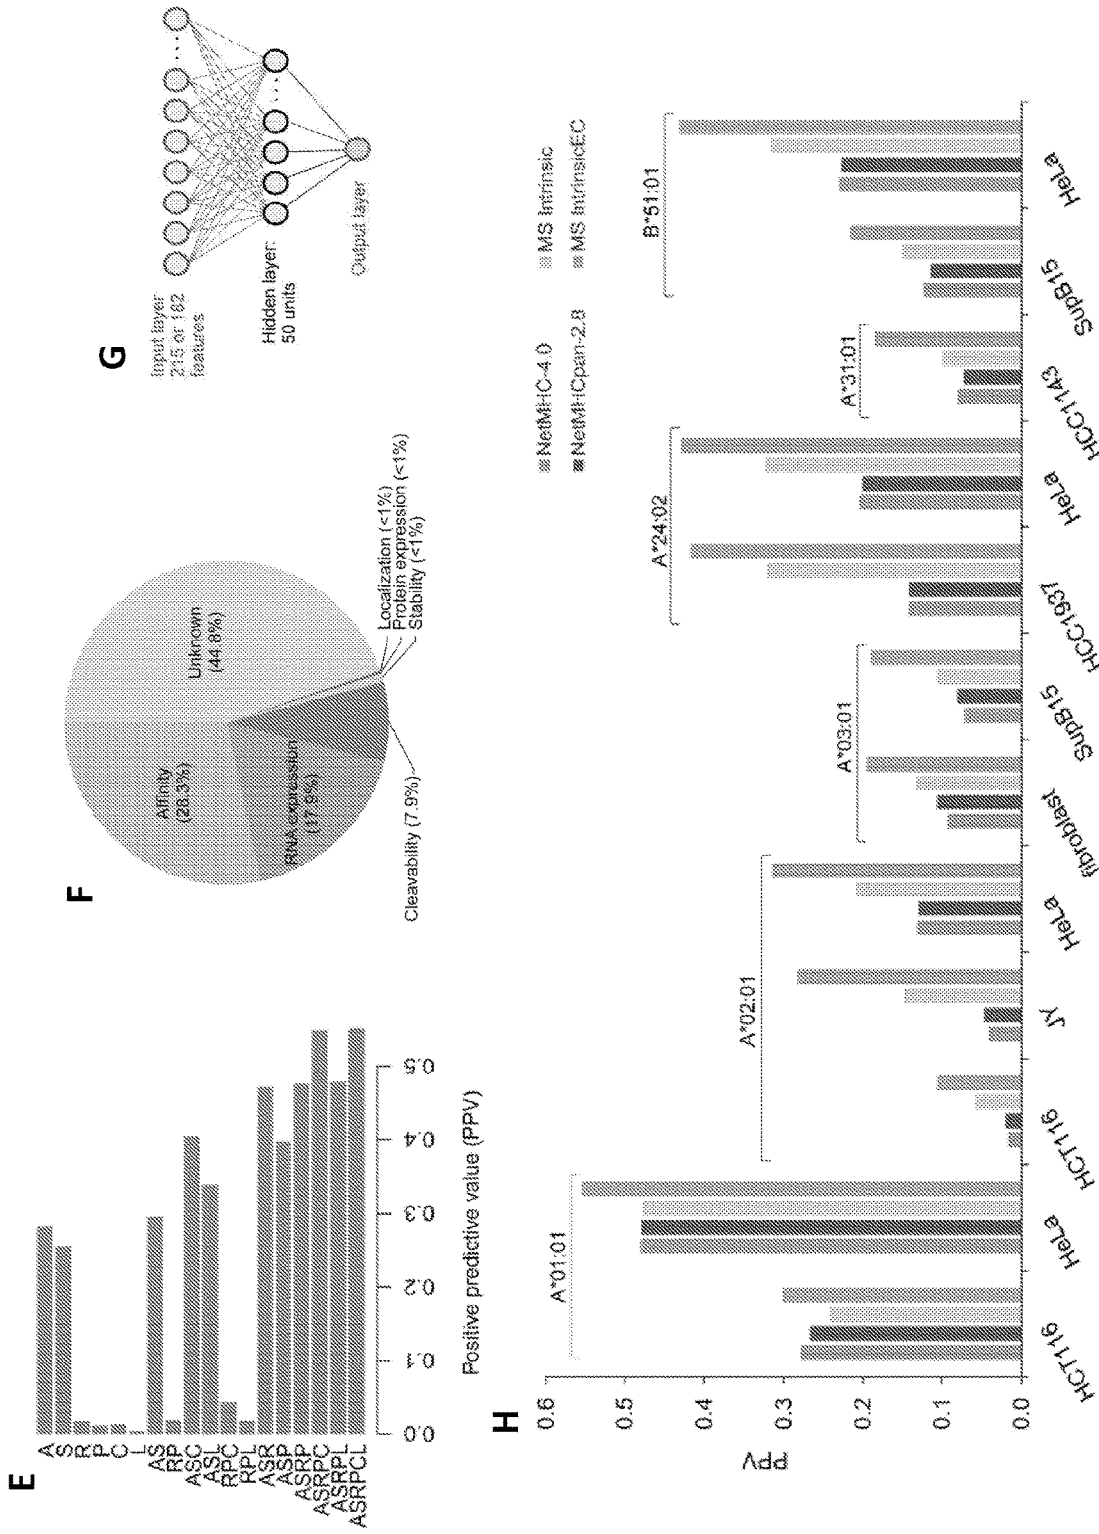 E
A
S
R
P
C
L
AS
RP
ASC
ASL
RPC
RPL
ASR
ASP
ASRP
ASRPC
ASRPL
ASRPCL
0.0
0.1
0.2
0.3
0.4
0.5
Positive predictive value (PPV)
F
Affinity
(28.3%)
Unknown
(44.8%)
RNA expression
(17.9%)
Cleavability (7.9%)
Localization (<1%)
Protein expression (<1%)
Stability (<1%)
G
Input layer
215 or 162
features
Hidden layer:
50 units
Output layer
H
NetMHC-4.0
MS Intrinsic
NetMHCpan-2.8
MS IntrinsicEC
PPV
0.6
0.5
0.4
0.3
0.2
0.1
0.0
A*01:01
A*02:01
A*03:01
A*24:02
A*31:01
B*51:01
HCT116
HeLa
HCT116
JY
HeLa
fibroblast
SupB15
HCC1937
HeLa
HCC1143
SupB15
HeLa